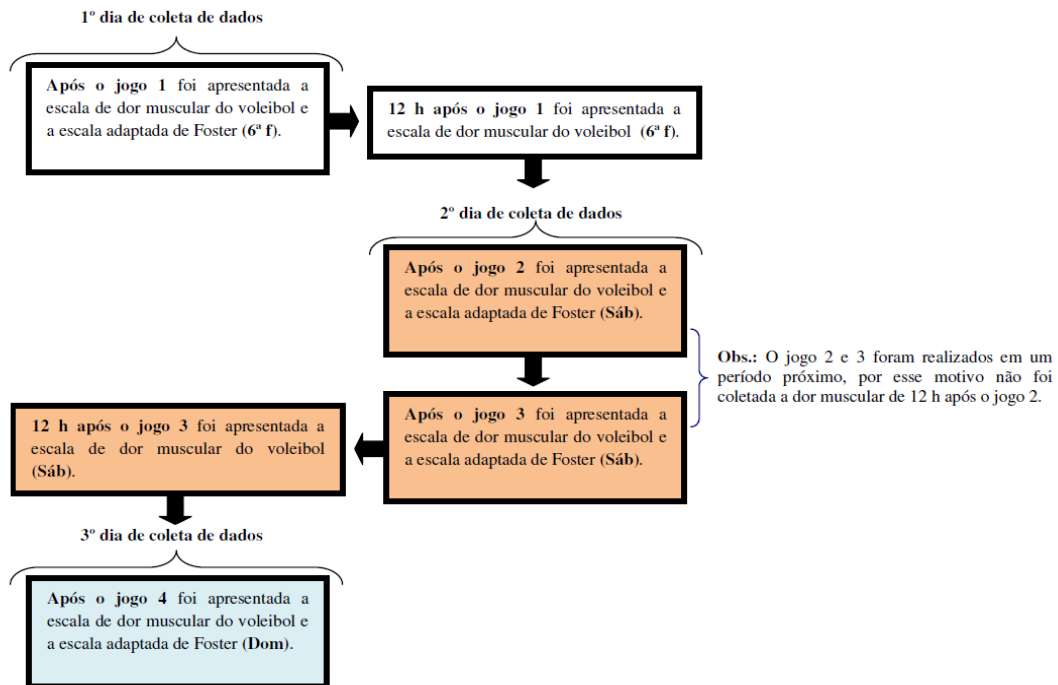 1º dia de coleta de dados
Após o jogo 1 foi apresentada a
escala de dor muscular do voleibol e
a escala adaptada de Foster (6ª f).
12 h após o jogo 1 foi apresentada a
escala de dor muscular do voleibol (6ª f).
2º dia de coleta de dados
Após o jogo 2 foi apresentada a
escala de dor muscular do voleibol e
a escala adaptada de Foster (Sáb).
Obs.: O jogo 2 e 3 foram realizados em um
período próximo, por esse motivo não foi
coletada a dor muscular de 12 h após o jogo 2.
Após o jogo 3 foi apresentada a
escala de dor muscular do voleibol e
a escala adaptada de Foster (Sáb).
12 h após o jogo 3 foi apresentada a
escala de dor muscular do voleibol
(Sáb).
3º dia de coleta de dados
Após o jogo 4 foi apresentada a
escala de dor muscular do voleibol e
a escala adaptada de Foster (Dom).